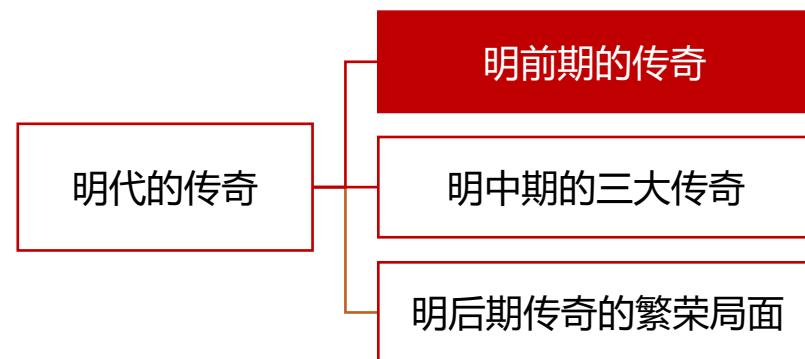 明前期的传奇
明代的传奇
明中期的三大传奇
明后期传奇的繁荣局面